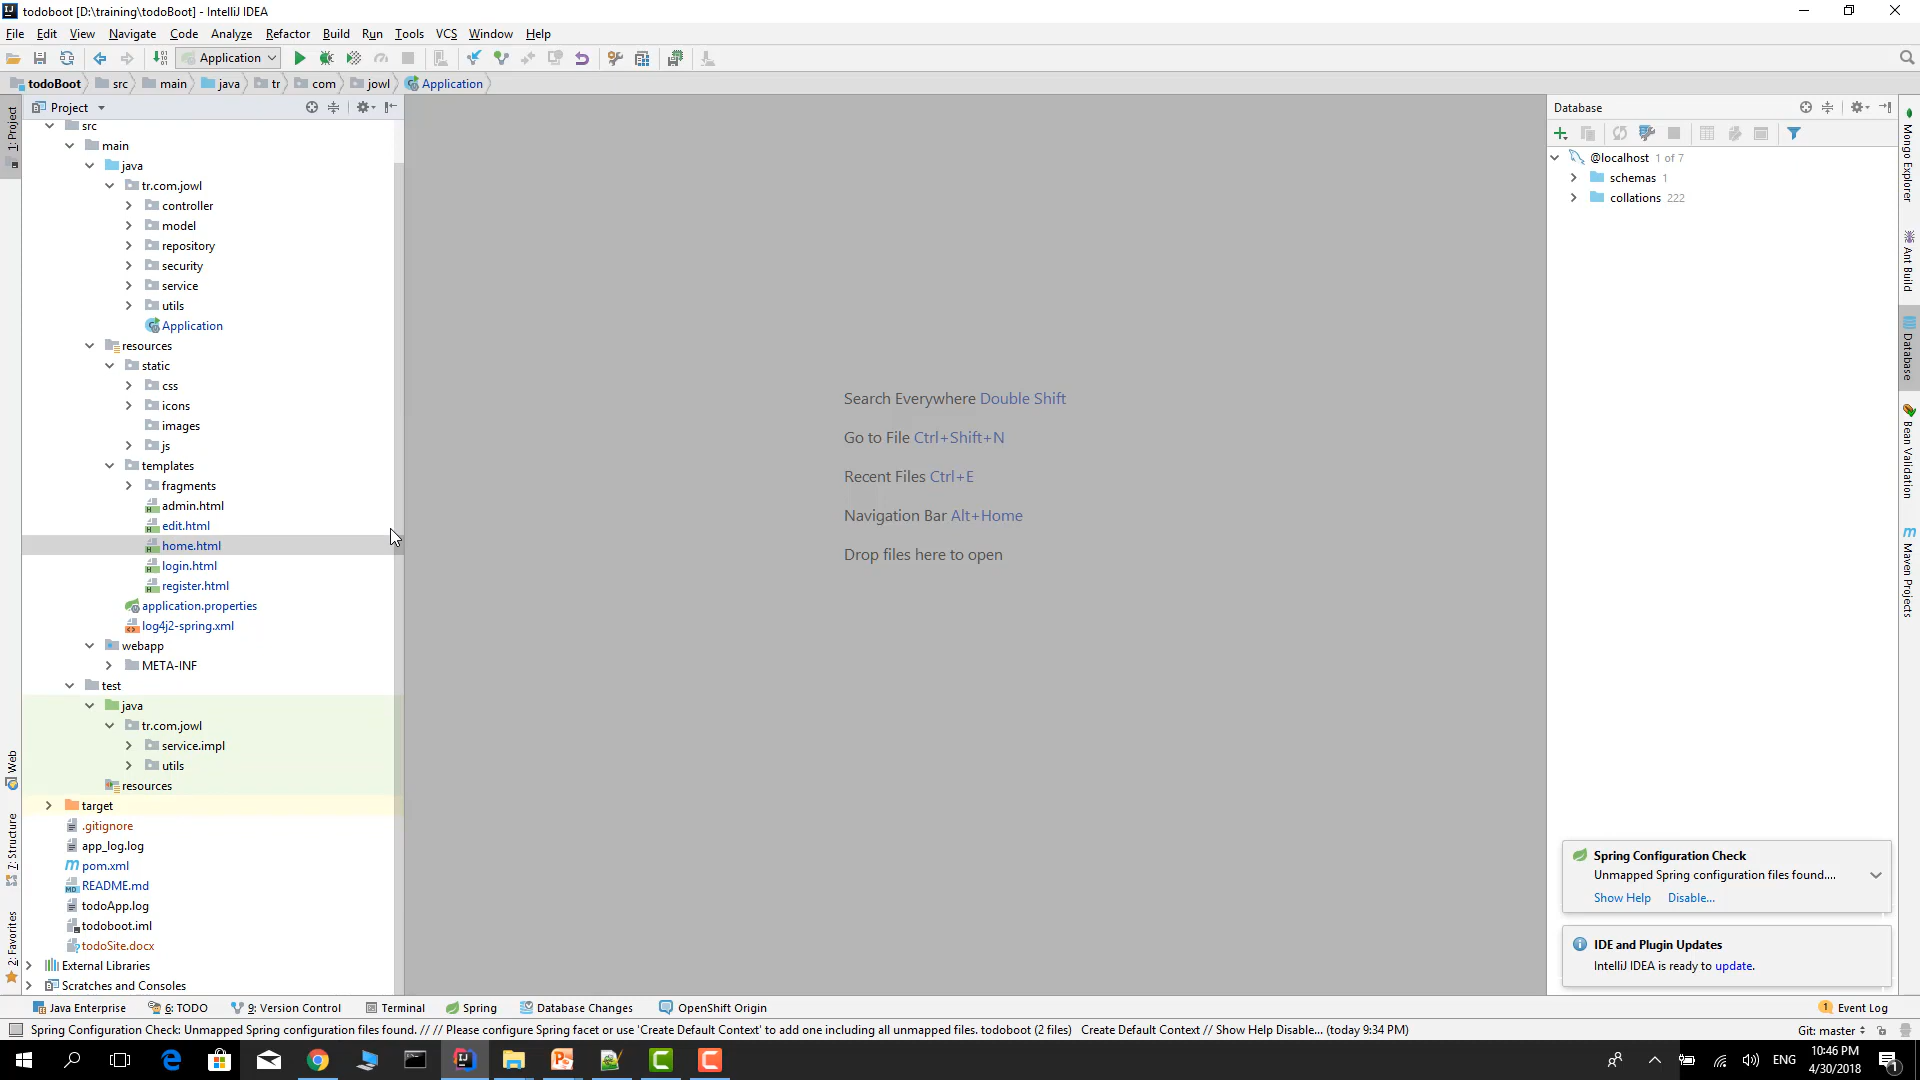 todoboot [D:\training\todoBoot] - IntelliJ IDEA
File Edit View Navigate Code Analyze Refactor Build Run Tools VCS Window Help
Application
todoBoot src main java tr com jowl Application
Project
src
main
java
tr.com.jowl
controller
model
repository
security
service
utils
Application
resources
static
css
icons
images
js
templates
fragments
admin.html
edit.html
home.html
login.html
register.html
application.properties
log4j2-spring.xml
webapp
META-INF
test
java
tr.com.jowl
service.impl
utils
resources
target
.gitignore
app_log.log
pom.xml
README.md
todoApp.log
todoboot.iml
todoSite.docx
External Libraries
Scratches and Consoles
1: Project
Web
7: Structure
2: Favorites
Search Everywhere Double Shift
Go to File Ctrl+Shift+N
Recent Files Ctrl+E
Navigation Bar Alt+Home
Drop files here to open
Database
@localhost 1 of 7
schemas 1
collations 222
Mongo Explorer
Ant Build
Database
Bean Validation
Maven Projects
Spring Configuration Check
Unmapped Spring configuration files found....
Show Help Disable...
IDE and Plugin Updates
IntelliJ IDEA is ready to update.
Java Enterprise 6: TODO 9: Version Control Terminal Spring Database Changes OpenShift Origin 1 Event Log
Spring Configuration Check: Unmapped Spring configuration files found. // // Please configure Spring facet or use 'Create Default Context' to add one including all unmapped files. todoboot (2 files) Create Default Context // Show Help Disable... (today 9:34 PM) Git: master
ENG 10:46 PM
4/30/2018
1